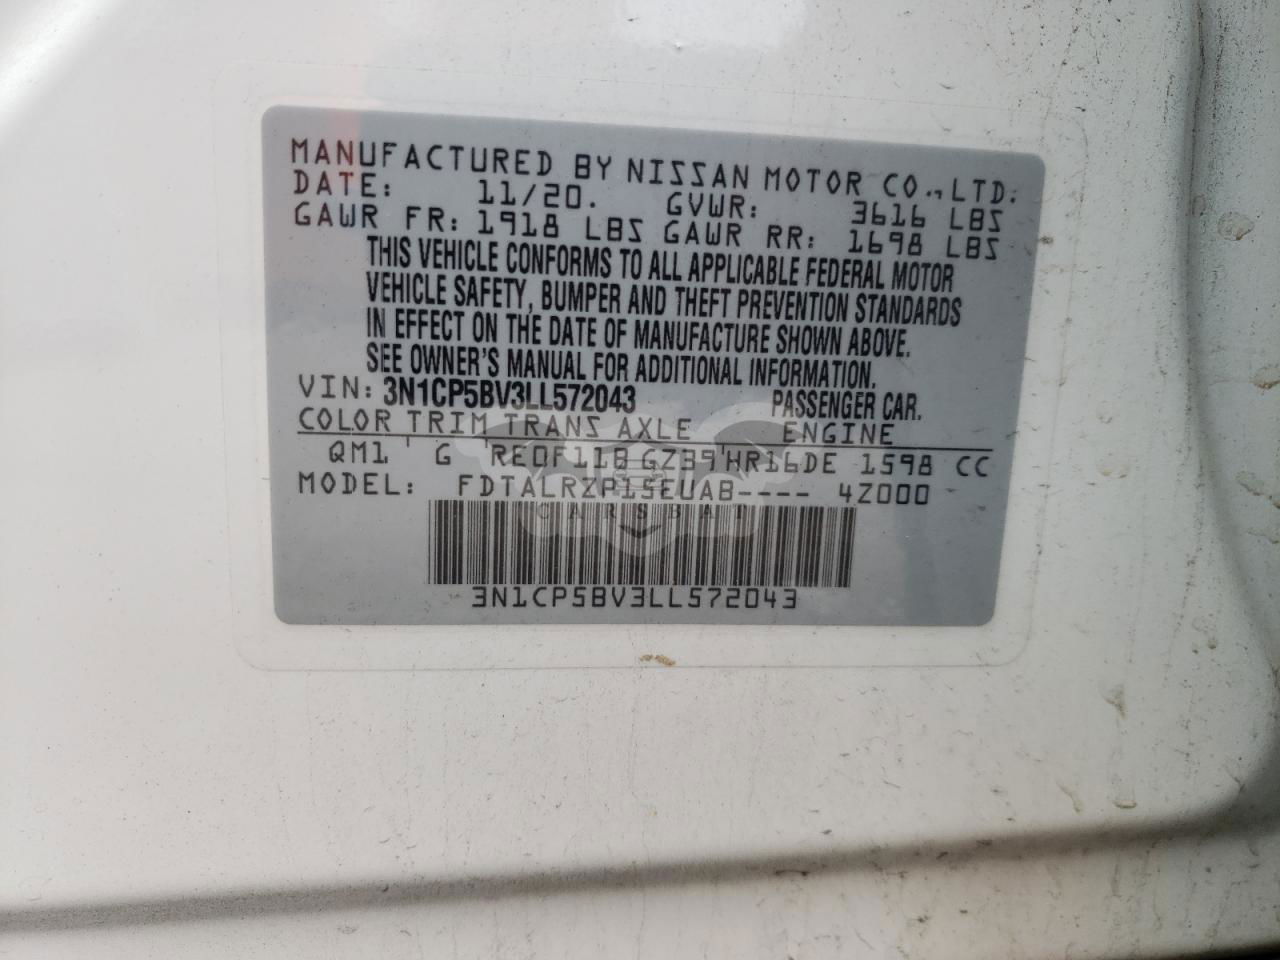 MANUFACTURED BY NISSAN MOTOR CO., LTD.
DATE: 11/20. GVWR: 3616 LBS
GAWR FR: 1918 LBS GAWR RR: 1698 LBS
THIS VEHICLE CONFORMS TO ALL APPLICABLE FEDERAL MOTOR
VEHICLE SAFETY, BUMPER AND THEFT PREVENTION STANDARDS
IN EFFECT ON THE DATE OF MANUFACTURE SHOWN ABOVE.
SEE OWNER'S MANUAL FOR ADDITIONAL INFORMATION.
VIN: 3N1CP5BV3LL572043 PASSENGER CAR.
COLOR TRIM TRANS AXLE ENGINE
QM1 ' G 'RE0F11B GZ39'HR16DE 1598 CC
MODEL: FDTALRZP15EUAB---- 4Z000
CARSBAT
3N1CP5BV3LL572043